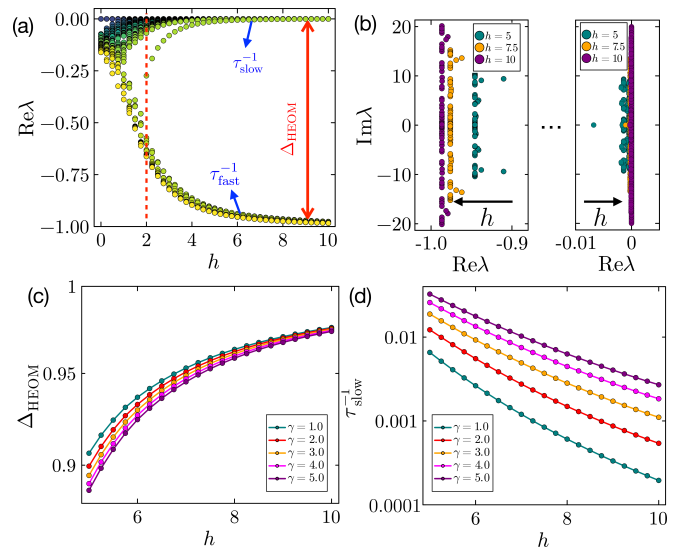 (a)
0.00
−0.25
−0.50
−0.75
−1.00
Reλ
0 2 4 6 8 10
h
τ⁻¹slow
τ⁻¹fast
ΔHEOM
(b)
20
10
0
−10
−20
Imλ
h = 5
h = 7.5
h = 10
h
-1.0 -0.9
Reλ
...
h = 5
h = 7.5
h = 10
h
-0.01 0
Reλ
(c)
1
0.95
0.9
ΔHEOM
6 8 10
h
γ = 1.0
γ = 2.0
γ = 3.0
γ = 4.0
γ = 5.0
(d)
0.01
0.001
0.0001
τ⁻¹slow
6 8 10
h
γ = 1.0
γ = 2.0
γ = 3.0
γ = 4.0
γ = 5.0